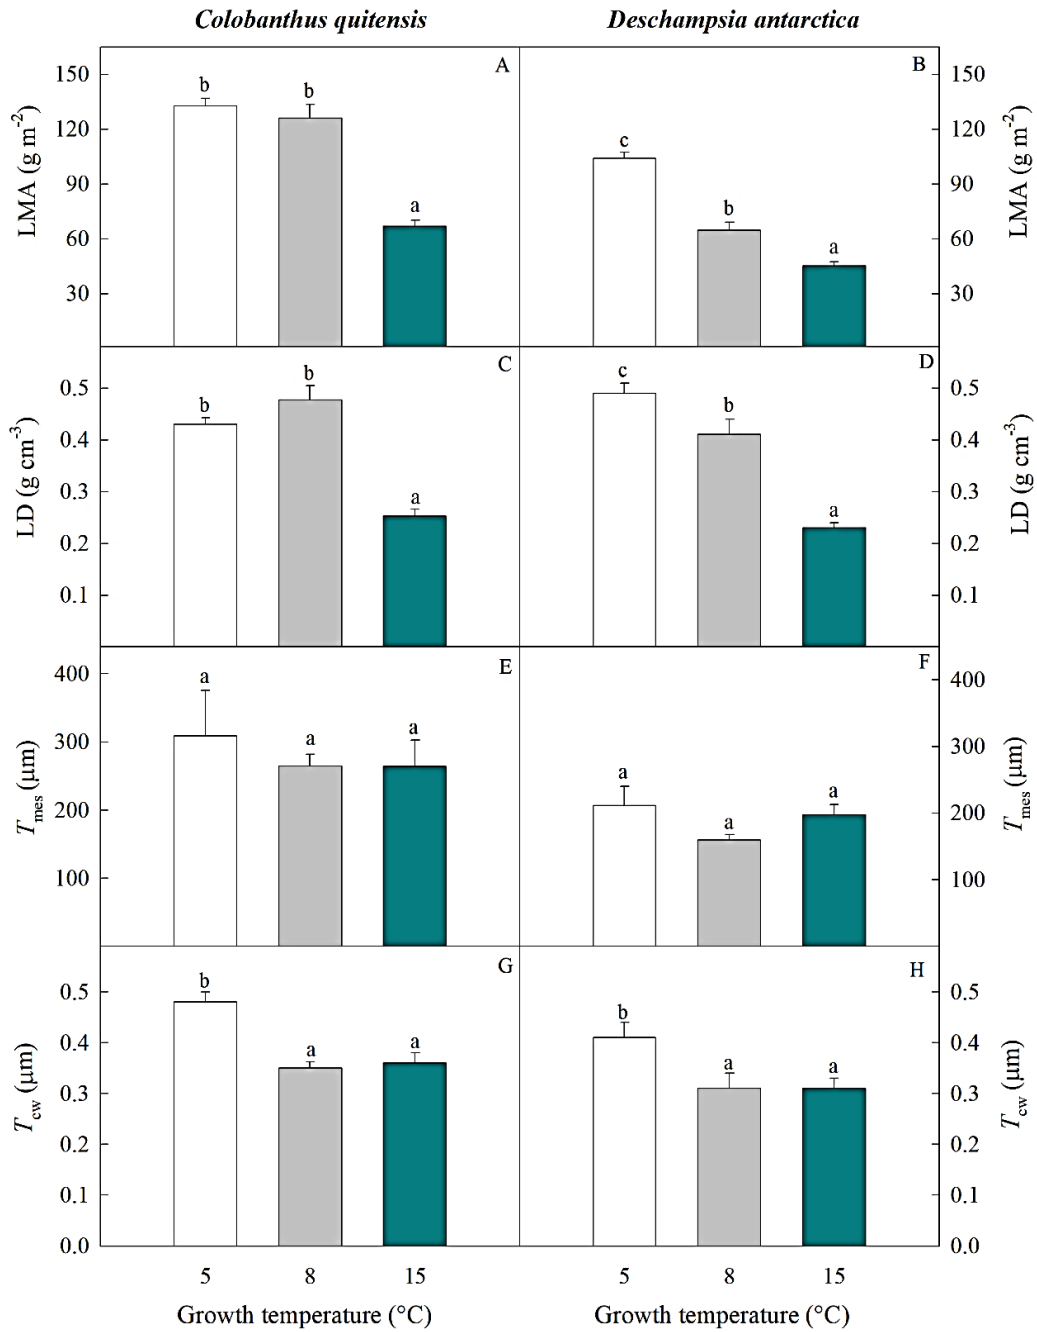 Colobanthus quitensis Deschampsia antarctica
A
B
150
120
90
60
30
LMA (g m-2)
b
b
a
c
b
a
150
120
90
60
30
LMA (g m-2)
C
D
0.5
0.4
0.3
0.2
0.1
LD (g cm-3)
b
b
a
c
b
a
0.5
0.4
0.3
0.2
0.1
LD (g cm-3)
E
F
400
300
200
100
Tmes (μm)
a
a
a
a
a
a
400
300
200
100
Tmes (μm)
G
H
0.5
0.4
0.3
0.2
0.1
0.0
Tcw (μm)
b
a
a
b
a
a
0.5
0.4
0.3
0.2
0.1
0.0
Tcw (μm)
5 8 15 5 8 15
Growth temperature (°C) Growth temperature (°C)